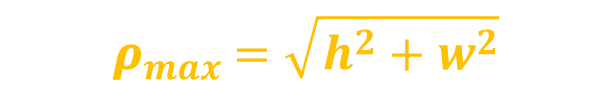 ρmax = √h² + w²